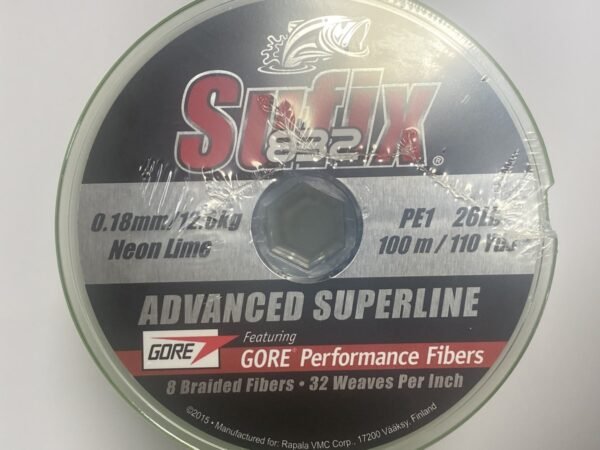 Sufix
832
®
0.18mm/12.0kg
PE1 26Lb
Neon Lime
100 m / 110 Yds
ADVANCED SUPERLINE
GORE
Featuring
GORE® Performance Fibers
8 Braided Fibers • 32 Weaves Per Inch
©2015 • Manufactured for: Rapala VMC Corp., 17200 Vääksy, Finland